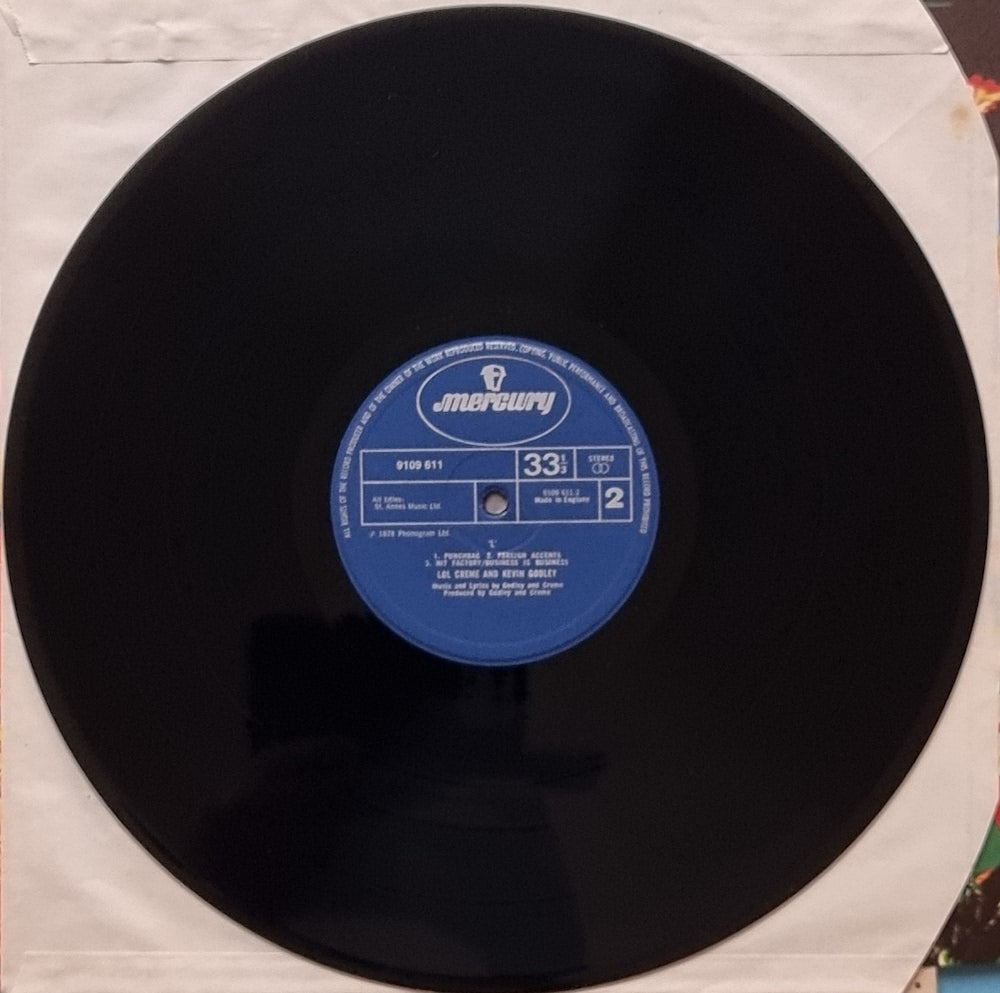 ALL RIGHTS OF THE RECORD PRODUCER AND OF THE OWNER OF THE WORK REPRODUCED RESERVED. COPYING, PUBLIC PERFORMANCE AND BROADCASTING OF THIS RECORD PROHIBITED
mercury
9109 611
33 1/3
STEREO
All titles:
St. Annes Music Ltd.
9109 611.2
Made in England
2
℗ 1978 Phonogram Ltd.
'L'
1. PUNCHBAG 2. FOREIGN ACCENTS
3. HIT FACTORY/BUSINESS IS BUSINESS
LOL CREME AND KEVIN GODLEY
Music and Lyrics by Godley and Creme
Produced by Godley and Creme